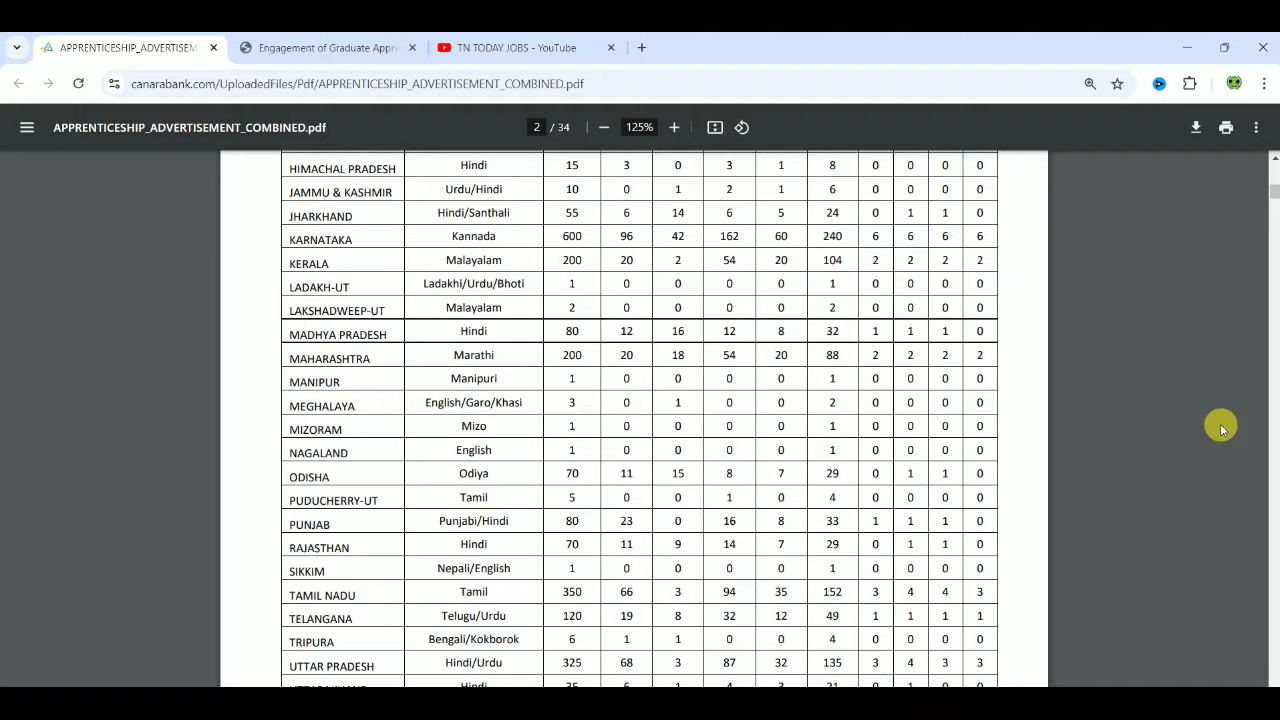 APPRENTICESHIP_ADVERTISEM
Engagement of Graduate Appre
TN TODAY JOBS - YouTube
canarabank.com/UploadedFiles/Pdf/APPRENTICESHIP_ADVERTISEMENT_COMBINED.pdf
APPRENTICESHIP_ADVERTISEMENT_COMBINED.pdf
2 / 34
125%
HIMACHAL PRADESH Hindi 15 3 0 3 1 8 0 0 0 0
JAMMU & KASHMIR Urdu/Hindi 10 0 1 2 1 6 0 0 0 0
JHARKHAND Hindi/Santhali 55 6 14 6 5 24 0 1 1 0
KARNATAKA Kannada 600 96 42 162 60 240 6 6 6 6
KERALA Malayalam 200 20 2 54 20 104 2 2 2 2
LADAKH-UT Ladakhi/Urdu/Bhoti 1 0 0 0 0 1 0 0 0 0
LAKSHADWEEP-UT Malayalam 2 0 0 0 0 2 0 0 0 0
MADHYA PRADESH Hindi 80 12 16 12 8 32 1 1 1 0
MAHARASHTRA Marathi 200 20 18 54 20 88 2 2 2 2
MANIPUR Manipuri 1 0 0 0 0 1 0 0 0 0
MEGHALAYA English/Garo/Khasi 3 0 1 0 0 2 0 0 0 0
MIZORAM Mizo 1 0 0 0 0 1 0 0 0 0
NAGALAND English 1 0 0 0 0 1 0 0 0 0
ODISHA Odiya 70 11 15 8 7 29 0 1 1 0
PUDUCHERRY-UT Tamil 5 0 0 1 0 4 0 0 0 0
PUNJAB Punjabi/Hindi 80 23 0 16 8 33 1 1 1 0
RAJASTHAN Hindi 70 11 9 14 7 29 0 1 1 0
SIKKIM Nepali/English 1 0 0 0 0 1 0 0 0 0
TAMIL NADU Tamil 350 66 3 94 35 152 3 4 4 3
TELANGANA Telugu/Urdu 120 19 8 32 12 49 1 1 1 1
TRIPURA Bengali/Kokborok 6 1 1 0 0 4 0 0 0 0
UTTAR PRADESH Hindi/Urdu 325 68 3 87 32 135 3 4 3 3
Hindi